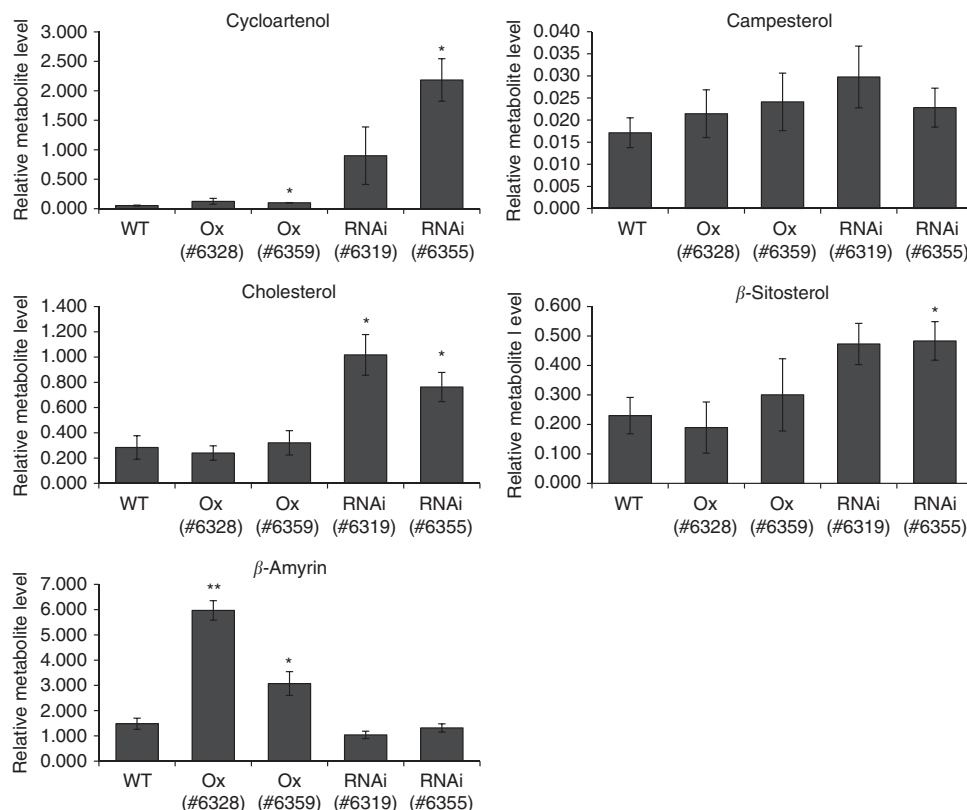 Cycloartenol
Relative metabolite level
3.000
2.500
2.000
1.500
1.000
0.500
0.000
*
*
WT Ox Ox RNAi RNAi
(#6328) (#6359) (#6319) (#6355)
Campesterol
Relative metabolite level
0.040
0.035
0.030
0.025
0.020
0.015
0.010
0.005
0.000
WT Ox Ox RNAi RNAi
(#6328) (#6359) (#6319) (#6355)
Cholesterol
Relative metabolite level
1.400
1.200
1.000
0.800
0.600
0.400
0.200
0.000
*
*
WT Ox Ox RNAi RNAi
(#6328) (#6359) (#6319) (#6355)
β-Sitosterol
Relative metabolite l evel
0.600
0.500
0.400
0.300
0.200
0.100
0.000
*
WT Ox Ox RNAi RNAi
(#6328) (#6359) (#6319) (#6355)
β-Amyrin
Relative metabolite level
7.000
6.000
5.000
4.000
3.000
2.000
1.000
0.000
**
*
WT Ox Ox RNAi RNAi
(#6328) (#6359) (#6319) (#6355)